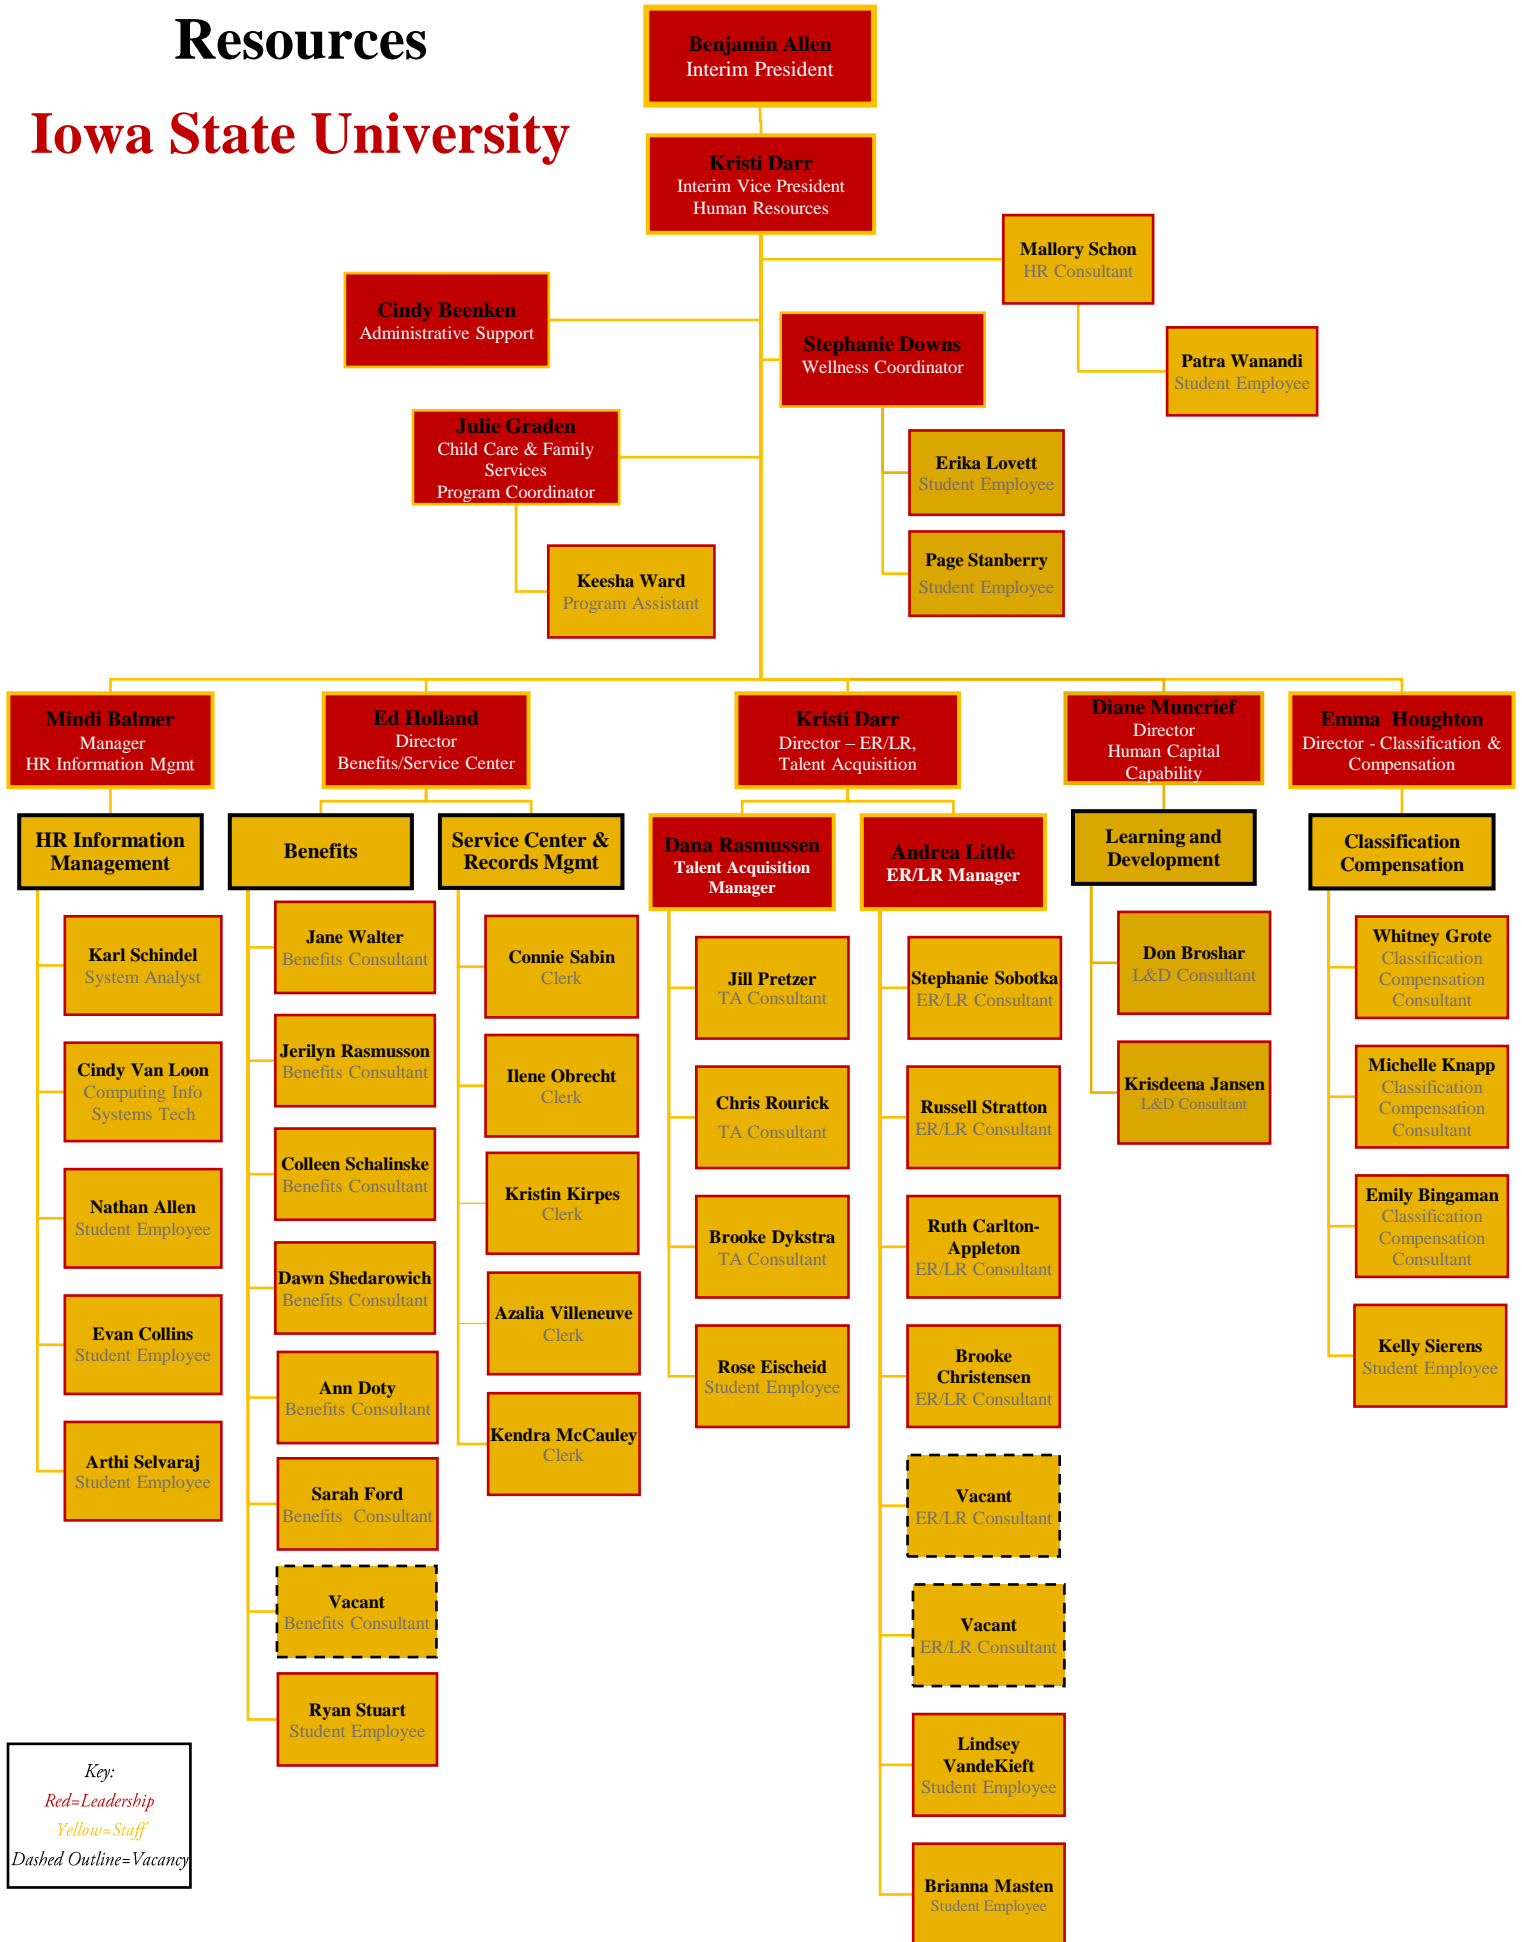 Resources
Iowa State University
Benjamin Allen
Interim President
Kristi Darr
Interim Vice President
Human Resources
Mallory Schon
HR Consultant
Cindy Beenken
Administrative Support
Stephanie Downs
Wellness Coordinator
Patra Wanandi
Student Employee
Julie Graden
Child Care & Family
Services
Program Coordinator
Erika Lovett
Student Employee
Page Stanberry
Student Employee
Keesha Ward
Program Assistant
Mindi Balmer
Manager
HR Information Mgmt
Ed Holland
Director
Benefits/Service Center
Kristi Darr
Director – ER/LR,
Talent Acquisition
Diane Muncrief
Director
Human Capital
Capability
Emma  Houghton
Director - Classification &
Compensation
HR Information
Management
Benefits
Service Center &
Records Mgmt
Dana Rasmussen
Talent Acquisition
Manager
Andrea Little
ER/LR Manager
Learning and
Development
Classification
Compensation
Karl Schindel
System Analyst
Cindy Van Loon
Computing Info
Systems Tech
Nathan Allen
Student Employee
Evan Collins
Student Employee
Arthi Selvaraj
Student Employee
Jane Walter
Benefits Consultant
Jerilyn Rasmusson
Benefits Consultant
Colleen Schalinske
Benefits Consultant
Dawn Shedarowich
Benefits Consultant
Ann Doty
Benefits Consultant
Sarah Ford
Benefits  Consultant
Vacant
Benefits Consultant
Ryan Stuart
Student Employee
Connie Sabin
Clerk
Ilene Obrecht
Clerk
Kristin Kirpes
Clerk
Azalia Villeneuve
Clerk
Kendra McCauley
Clerk
Jill Pretzer
TA Consultant
Chris Rourick
TA Consultant
Brooke Dykstra
TA Consultant
Rose Eischeid
Student Employee
Stephanie Sobotka
ER/LR Consultant
Russell Stratton
ER/LR Consultant
Ruth Carlton-
Appleton
ER/LR Consultant
Brooke
Christensen
ER/LR Consultant
Vacant
ER/LR Consultant
Vacant
ER/LR Consultant
Lindsey
VandeKieft
Student Employee
Brianna Masten
Student Employee
Don Broshar
L&D Consultant
Krisdeena Jansen
L&D Consultant
Whitney Grote
Classification
Compensation
Consultant
Michelle Knapp
Classification
Compensation
Consultant
Emily Bingaman
Classification
Compensation
Consultant
Kelly Sierens
Student Employee
Key:
Red=Leadership
Yellow=Staff
Dashed Outline=Vacancy